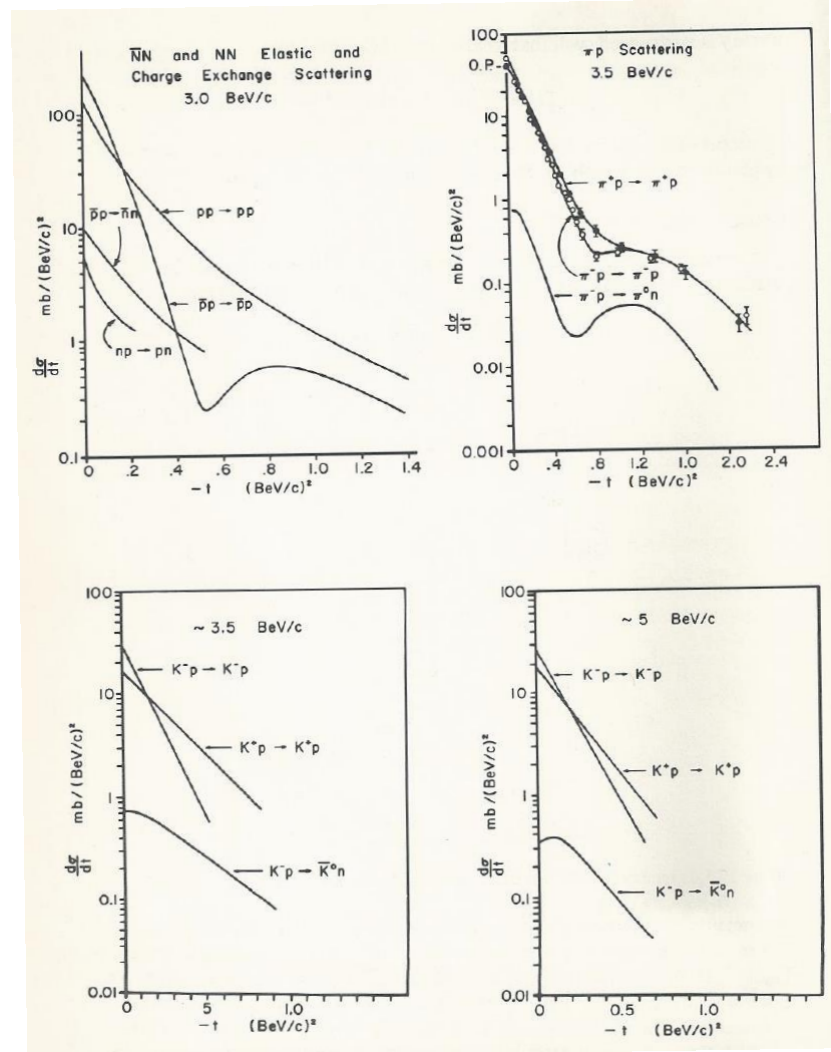 N̄N and NN Elastic and
Charge Exchange Scattering
3.0 BeV/c
100
10
1
0.1
dσ/dt mb/(BeV/c)²
p̄p→n̄n
pp → pp
p̄p → p̄p
np → pn
0 .2 .4 .6 .8 1.0 1.2 1.4
−t (BeV/c)²
πp Scattering
3.5 BeV/c
100
O.P.
10
1
0.1
0.01
0.001
dσ/dt mb/(BeV/c)²
π⁺p → π⁺p
π⁻p → π⁻p
π⁻p → π⁰n
0 .4 .8 1.2 1.0 2.0 2.4
−t (BeV/c)²
~ 3.5 BeV/c
100
10
1
0.1
0.01
dσ/dt mb/(BeV/c)²
K⁻p → K⁻p
K⁺p → K⁺p
K⁻p → K̄⁰n
0 5 1.0
−t (BeV/c)²
~ 5 BeV/c
100
10
1
0.1
0.01
dσ/dt mb/(BeV/c)²
K⁻p → K⁻p
K⁺p → K⁺p
K⁻p → K̄⁰n
0 0.5 1.0
−t (BeV/c)²